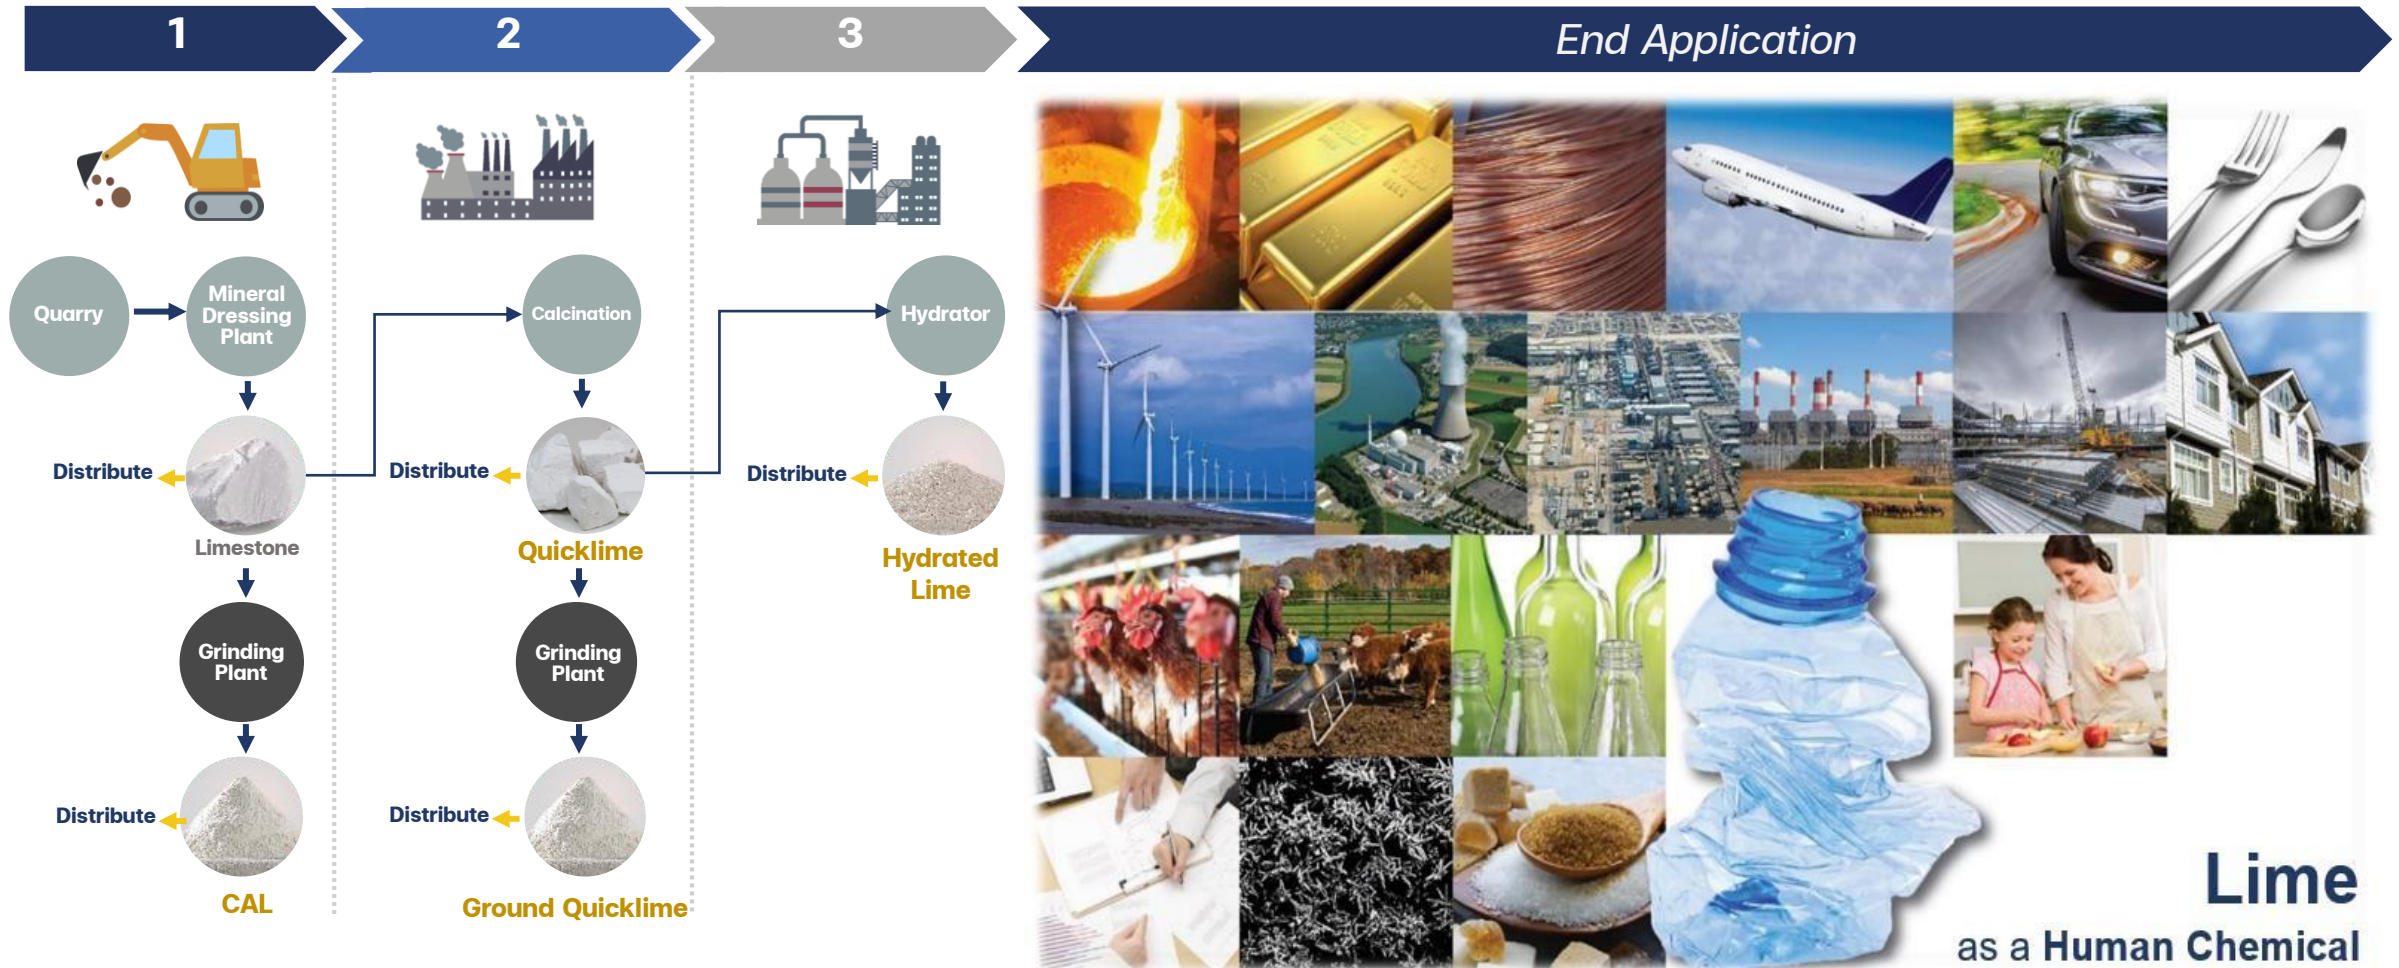 1
2
3
End Application
Quarry
Mineral
Dressing
Plant
Distribute
Limestone
Grinding
Plant
Distribute
CAL
Calcination
Distribute
Quicklime
Grinding
Plant
Distribute
Ground Quicklime
Hydrator
Distribute
Hydrated
Lime
Lime
as a Human Chemical